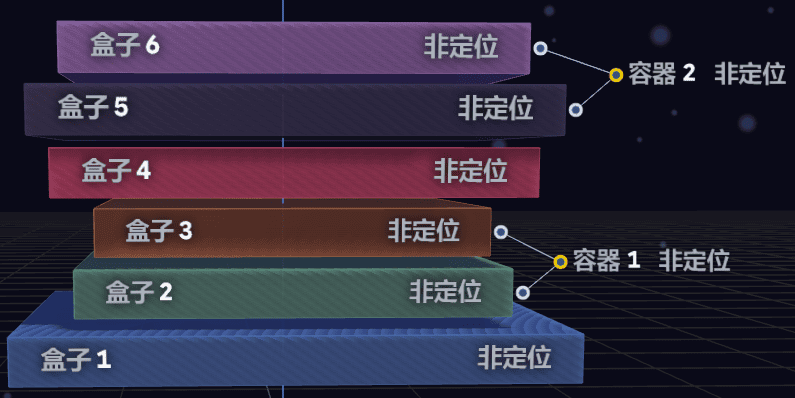 盒子 6 非定位
容器 2 非定位
盒子 5 非定位
盒子 4 非定位
盒子 3 非定位
容器 1 非定位
盒子 2 非定位
盒子 1 非定位